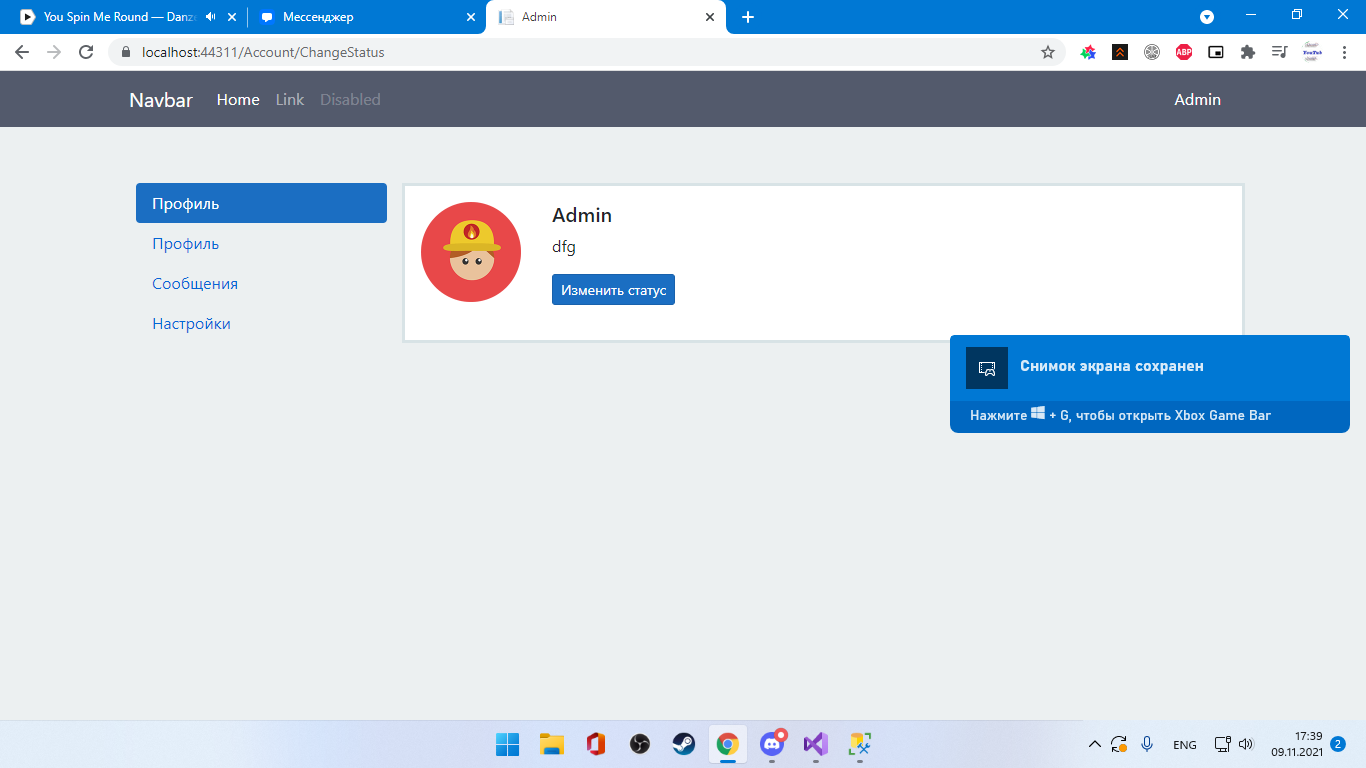 You Spin Me Round — Danze
Мессенджер
Admin
localhost:44311/Account/ChangeStatus
ABP
Navbar
Home
Link
Disabled
Admin
Профиль
Профиль
Сообщения
Настройки
Admin
dfg
Изменить статус
Снимок экрана сохранен
Нажмите + G, чтобы открыть Xbox Game Bar
ENG
17:39
09.11.2021
2